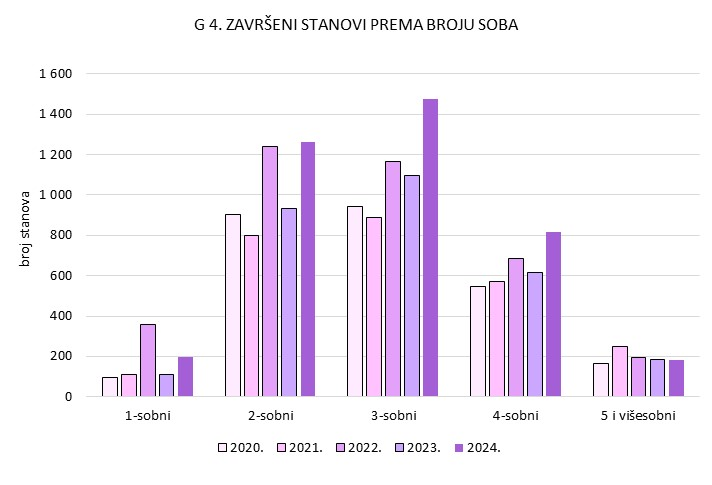 G 4. ZAVRŠENI STANOVI PREMA BROJU SOBA
1 600
1 400
1 200
1 000
800
600
400
200
0
broj stanova
1-sobni 2-sobni 3-sobni 4-sobni 5 i višesobni
2020. 2021. 2022. 2023. 2024.